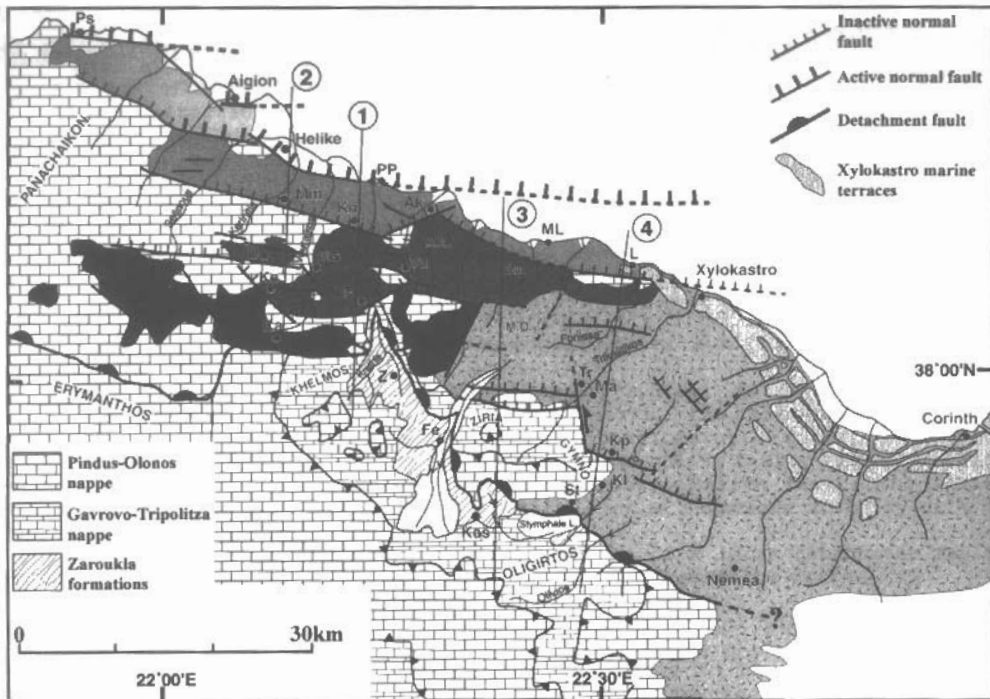 Ps
Inactive normal
fault
Active normal fault
Detachment fault
Xylokastro marine
terraces
2
Aigion
1
Helike
PP
PANACHAIKON
3
ML
4
L
Xylokastro
M.D.
38°00'N
KHELMOS
Z
Tr
Ma
ERYMANTHOS
ZIRIA
Fe
GYMNO
Kp
Corinth
Kl
St
Pindus-Olonos
nappe
Gavrovo-Tripolitza
nappe
Zaroukla
formations
Kas
Stymphale L.
OLIGIRTOS
Nemea
?
0
30km
22°00'E
22°30'E